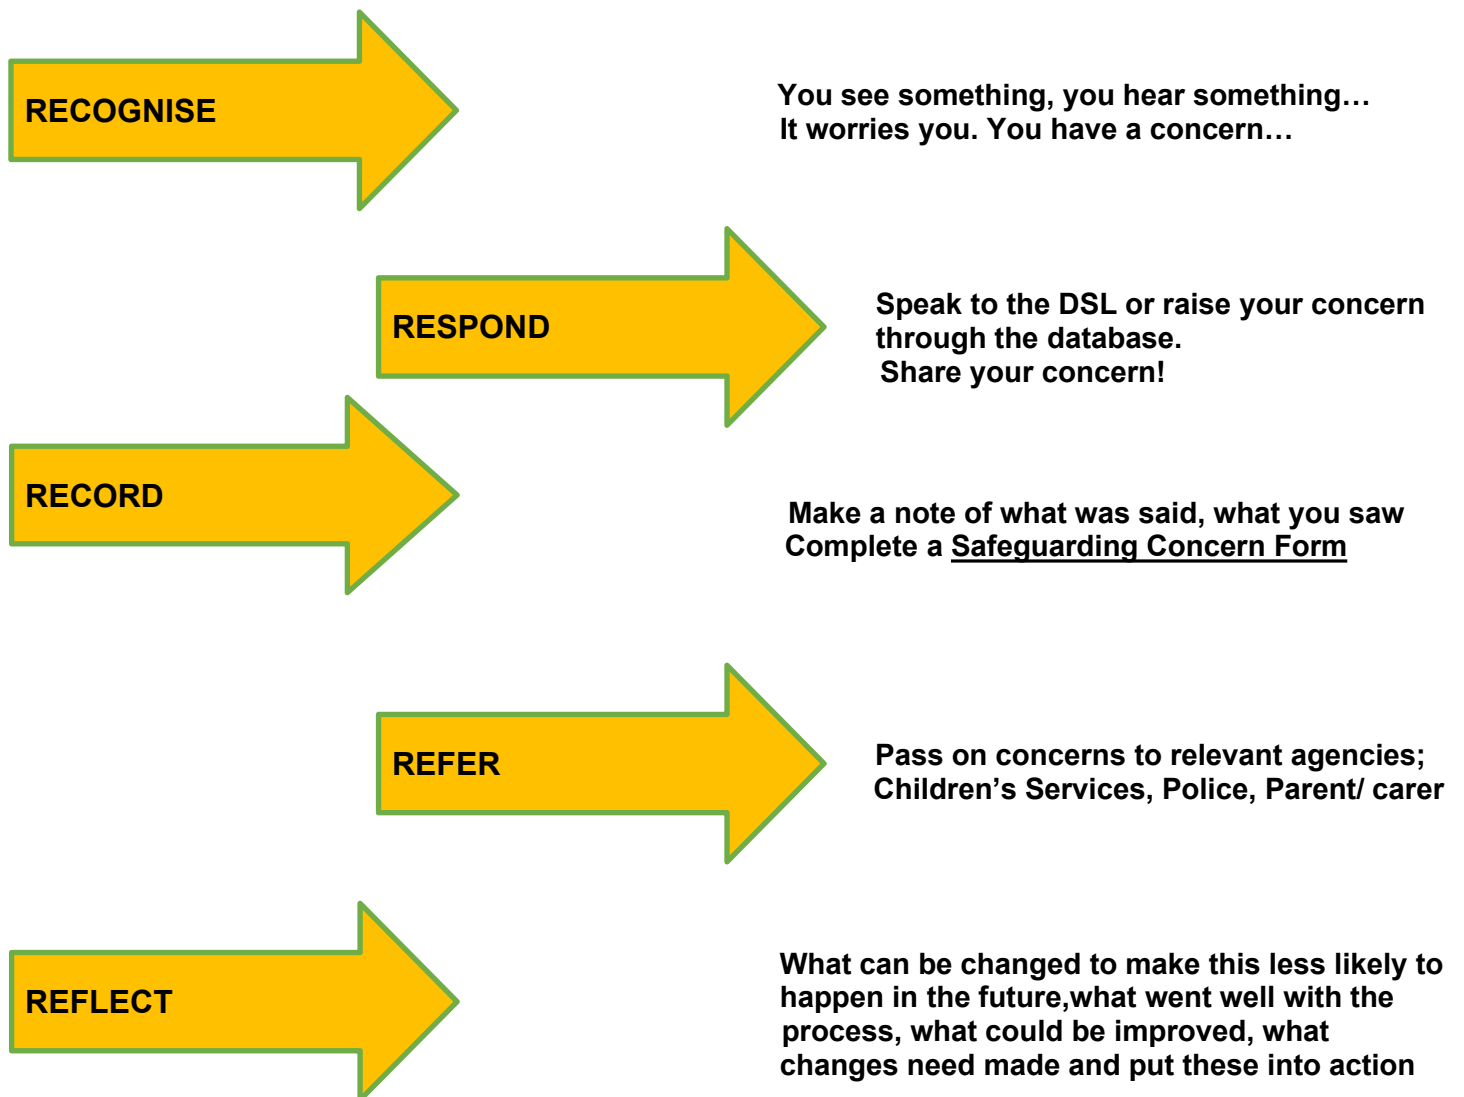 RECOGNISE
You see something, you hear something…
It worries you. You have a concern…
RESPOND
Speak to the DSL or raise your concern
through the database.
Share your concern!
RECORD
Make a note of what was said, what you saw
Complete a Safeguarding Concern Form
REFER
Pass on concerns to relevant agencies;
Children’s Services, Police, Parent/ carer
REFLECT
What can be changed to make this less likely to
happen in the future,what went well with the
process, what could be improved, what
changes need made and put these into action